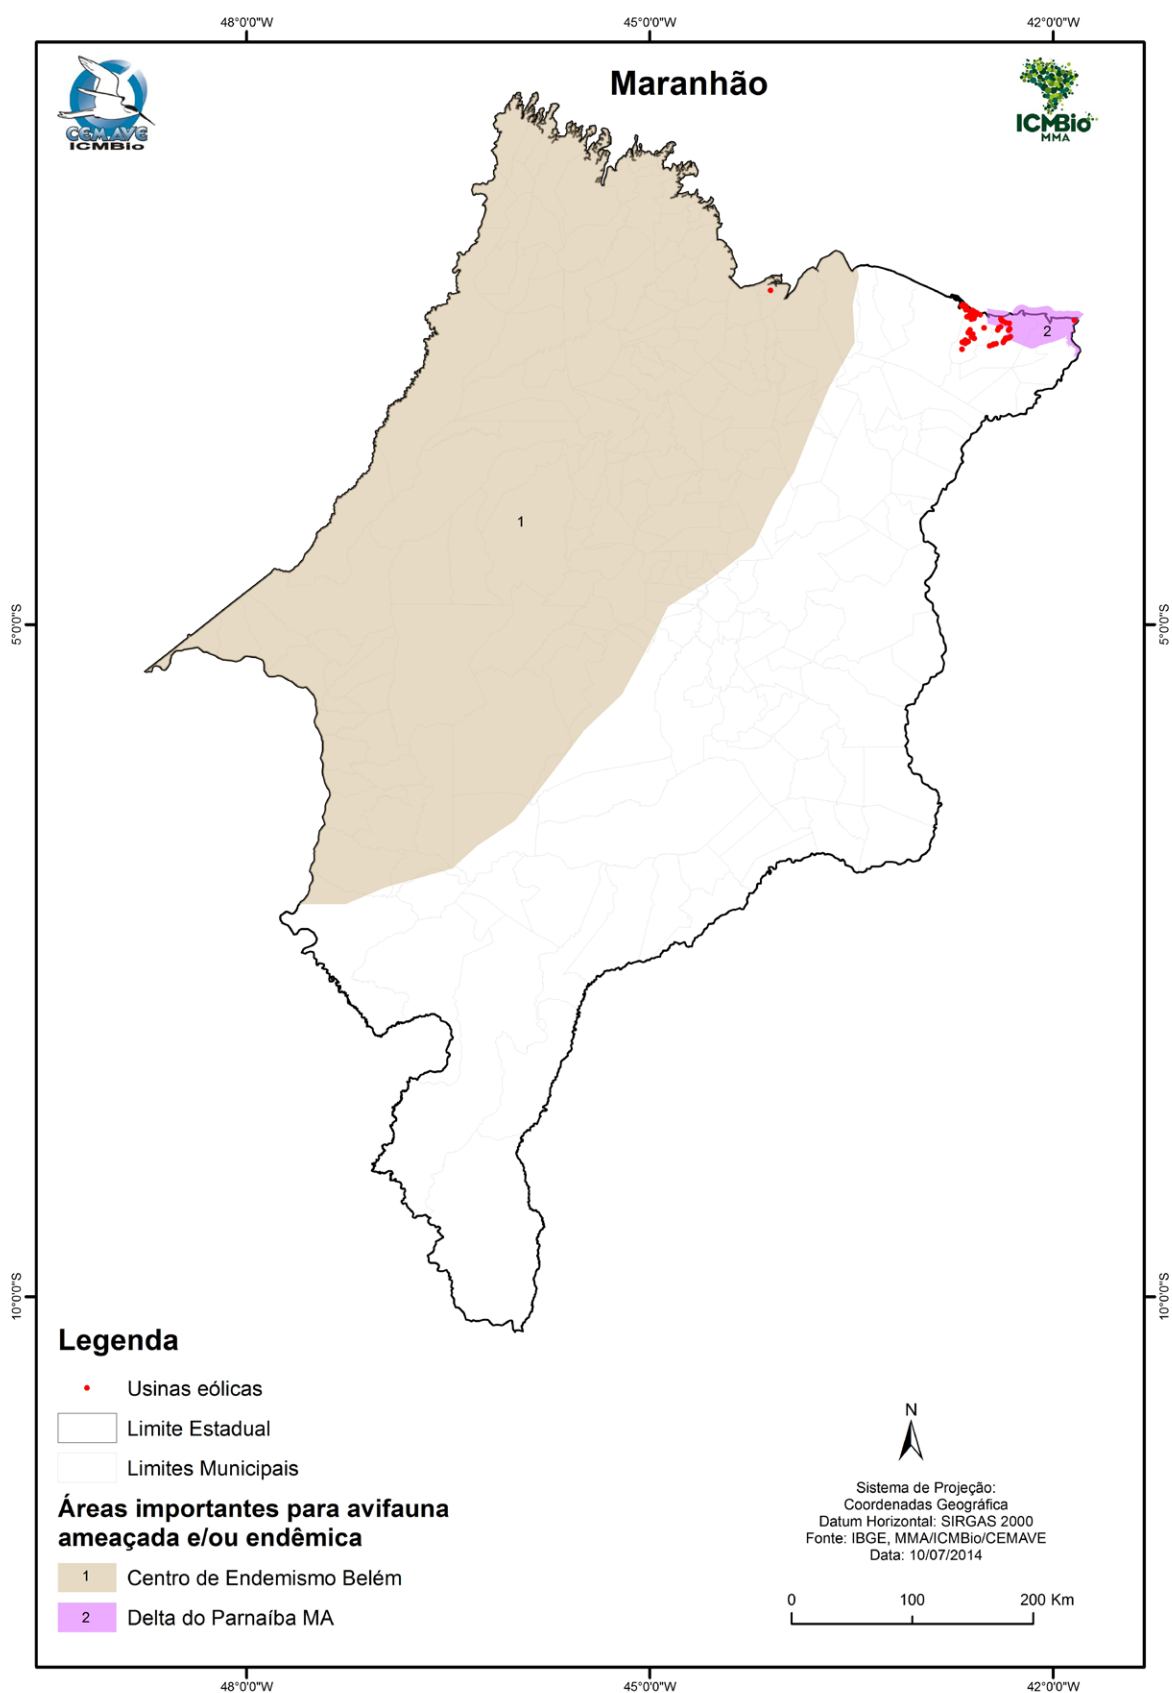 48°0'0"W 45°0'0"W 42°0'0"W
Maranhão
CEMAVE
ICMBio
ICMBio
MMA
2
1
5°0'0"S 5°0'0"S
10°0'0"S 10°0'0"S
Legenda
Usinas eólicas
Limite Estadual
Limites Municipais
Áreas importantes para avifauna
ameaçada e/ou endêmica
1 Centro de Endemismo Belém
2 Delta do Parnaíba MA
N
Sistema de Projeção:
Coordenadas Geográfica
Datum Horizontal: SIRGAS 2000
Fonte: IBGE, MMA/ICMBio/CEMAVE
Data: 10/07/2014
0 100 200 Km
48°0'0"W 45°0'0"W 42°0'0"W